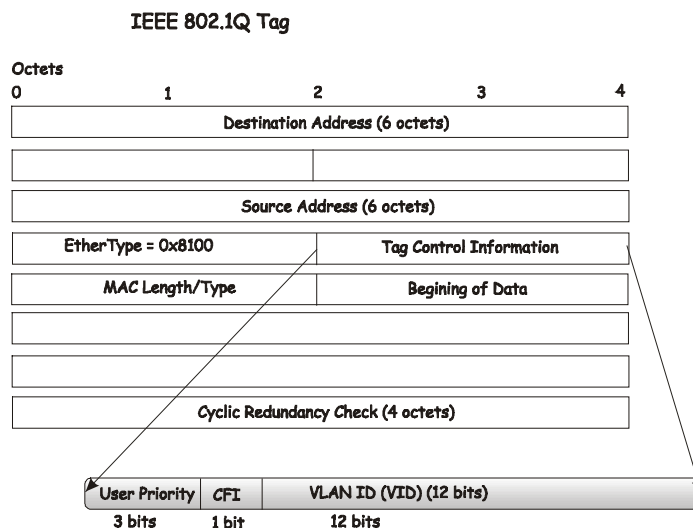 IEEE 802.1Q Tag
Octets
0 1 2 3 4
Destination Address (6 octets)
Source Address (6 octets)
EtherType = 0x8100 Tag Control Information
MAC Length/Type Begining of Data
Cyclic Redundancy Check (4 octets)
User Priority CFI VLAN ID (VID) (12 bits)
3 bits 1 bit 12 bits